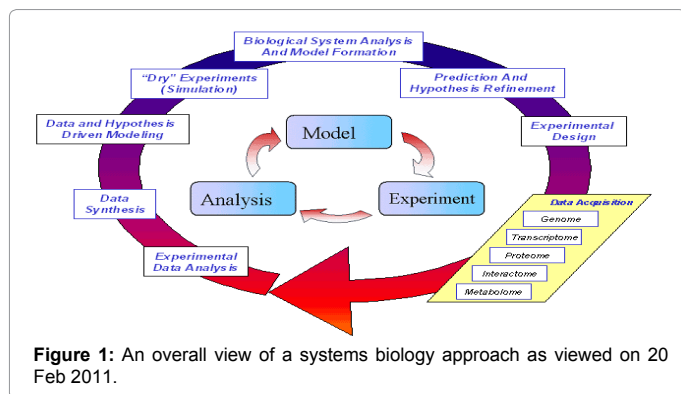 Biological System Analysis
And Model Formation
"Dry" Experiments
(Simulation)
Prediction And
Hypothesis Refinement
Data and Hypothesis
Driven Modeling
Experimental
Design
Model
Analysis
Experiment
Data
Synthesis
Data Acquisition
Genome
Transcriptome
Proteome
Interactome
Metabolome
Experimental
Data Analysis
Figure 1: An overall view of a systems biology approach as viewed on 20
Feb 2011.